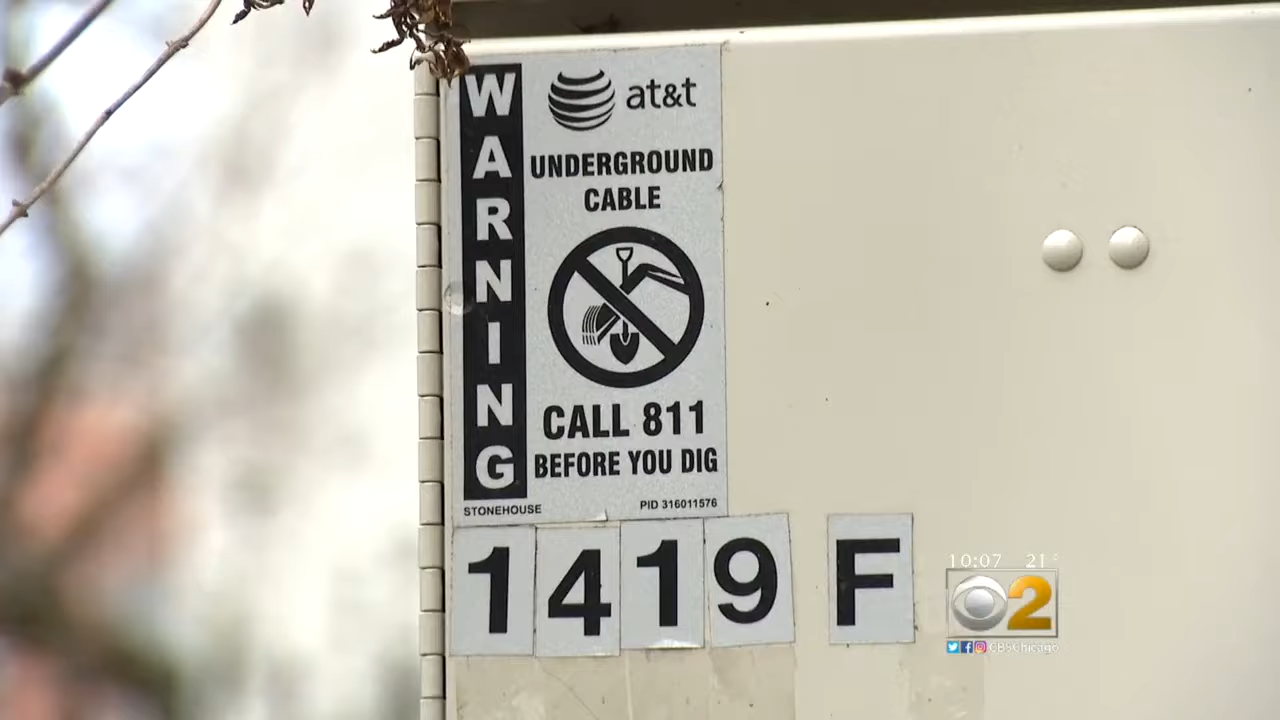 WARNING
at&t
UNDERGROUND
CABLE
CALL 811
BEFORE YOU DIG
STONEHOUSE PID 316011576
1419 F
10:07 21°
2
CBSChicago